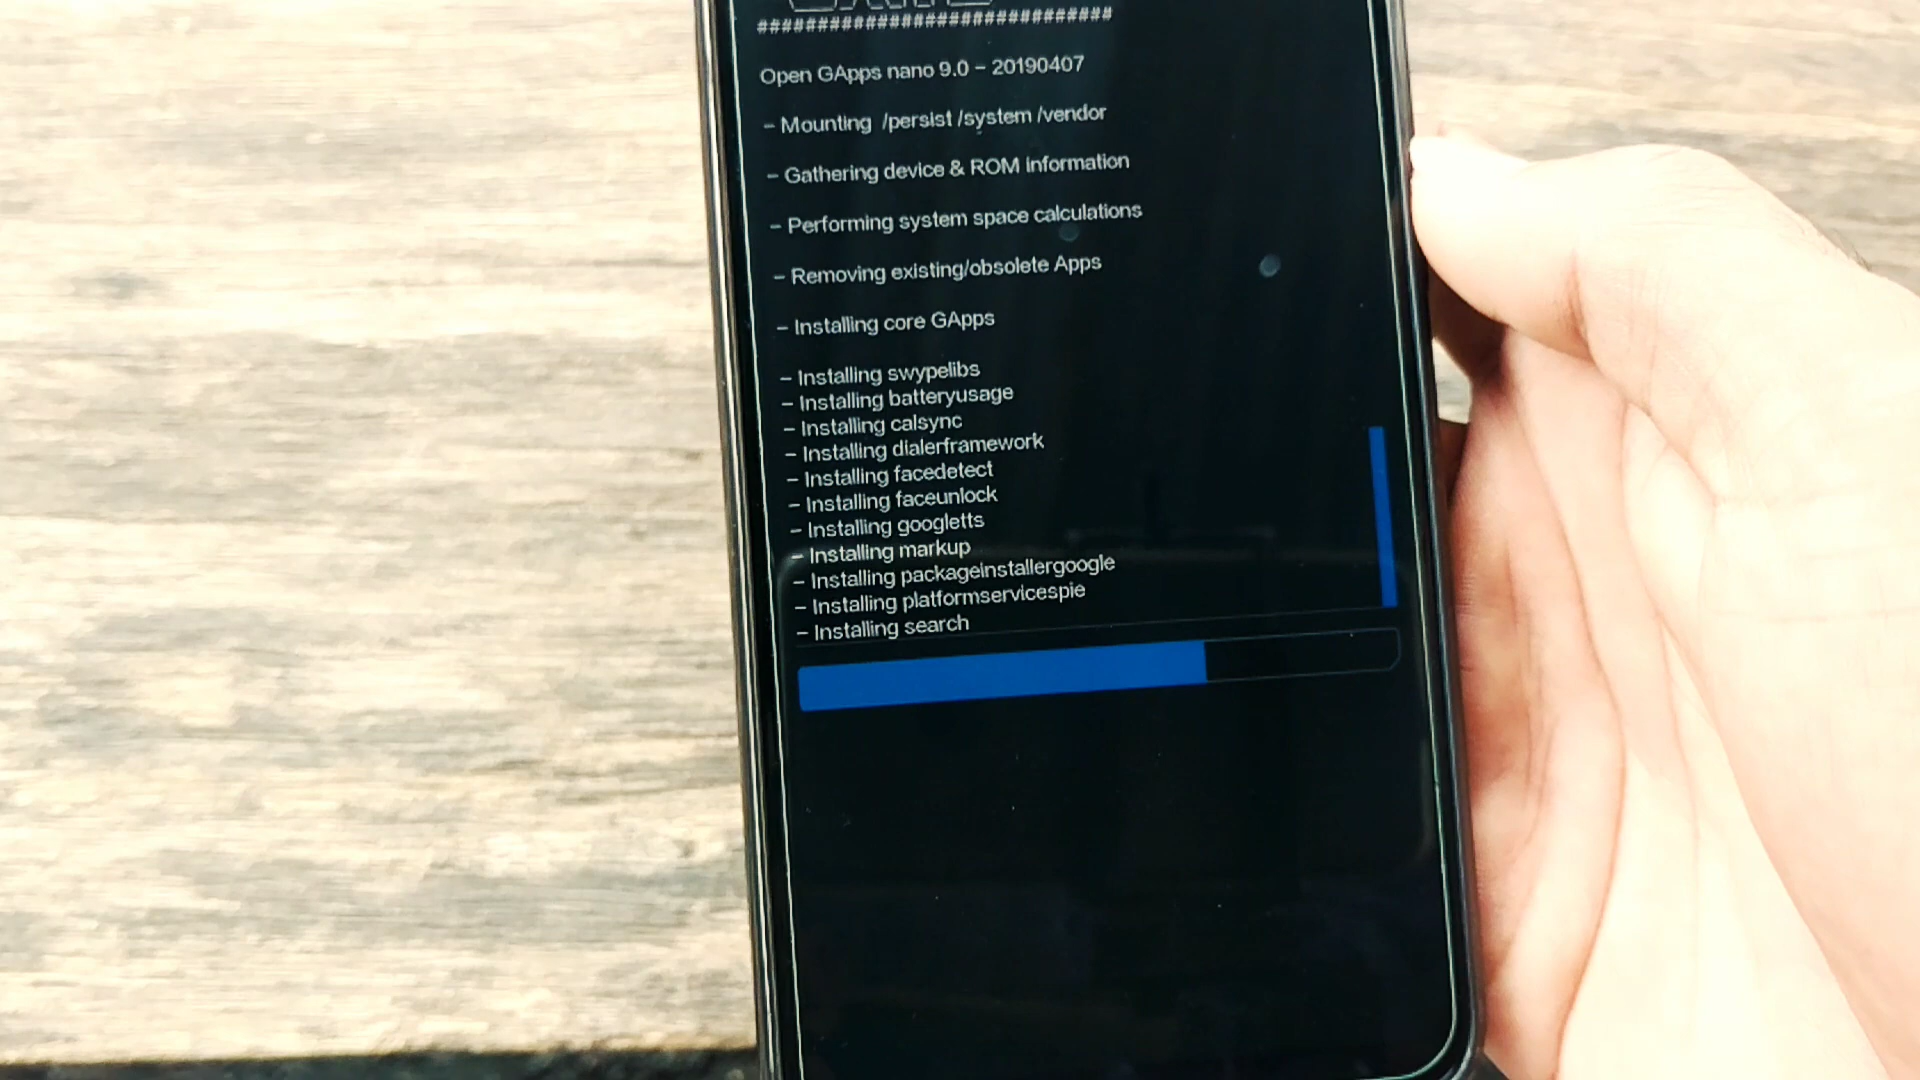 ##############################
Open GApps nano 9.0 - 20190407
- Mounting /persist /system /vendor
- Gathering device & ROM information
- Performing system space calculations
- Removing existing/obsolete Apps
- Installing core GApps
- Installing swypelibs
- Installing batteryusage
- Installing calsync
- Installing dialerframework
- Installing facedetect
- Installing faceunlock
- Installing googletts
- Installing markup
- Installing packageinstallergoogle
- Installing platformservicespie
- Installing search